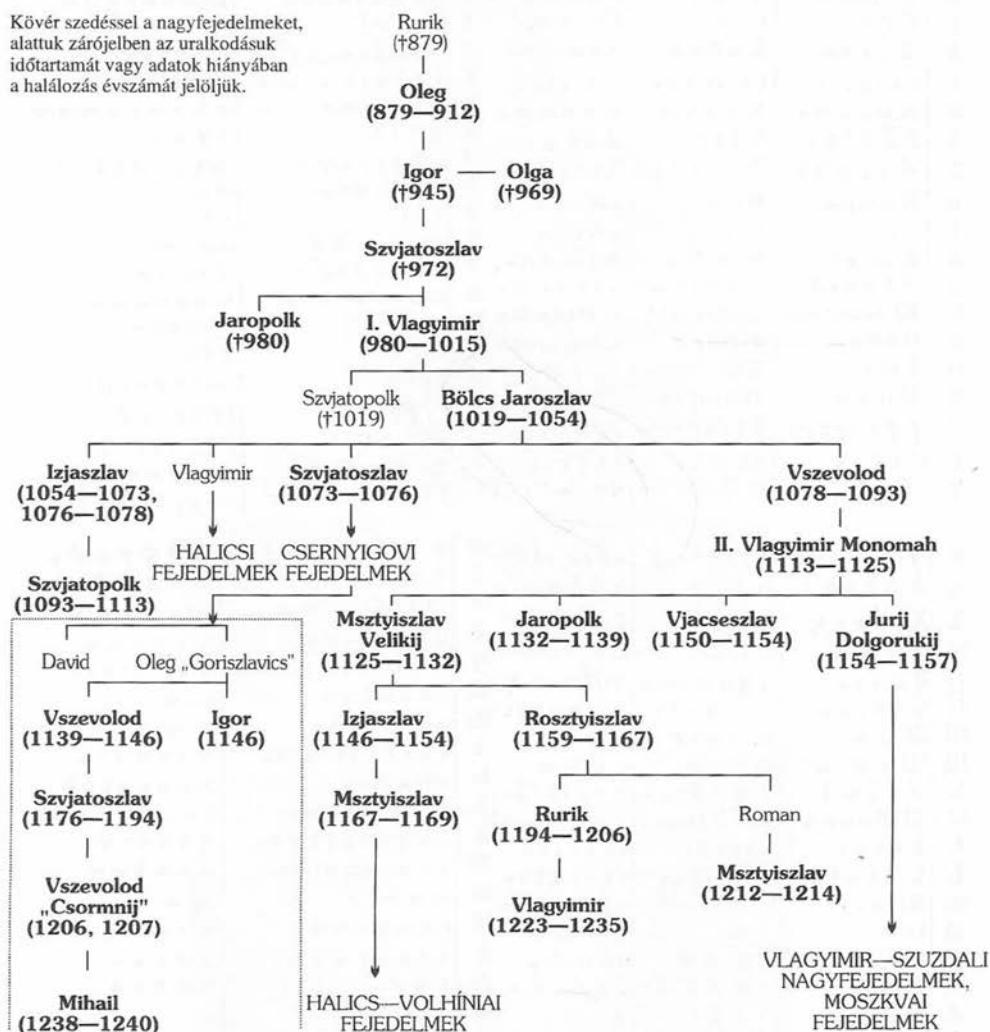 Kövér szedéssel a nagyfejedelmeket,
alattuk zárójelben az uralkodásuk
időtartamát vagy adatok hiányában
a halálozás évszámát jelöljük.
Rurik
(†879)
Oleg
(879—912)
Igor — Olga
(†945) (†969)
Szvjatoszlav
(†972)
Jaropolk I. Vlagyimir
(†980) (980—1015)
Szvjatopolk Bölcs Jaroszlav
(†1019) (1019—1054)
Izjaszlav Vlagyimir Szvjatoszlav Vszevolod
(1054—1073, (1073—1076) (1078—1093)
1076—1078)
HALICSI CSERNYIGOVI II. Vlagyimir Monomah
FEJEDELMEK FEJEDELMEK (1113—1125)
Szvjatopolk
(1093—1113)
Msztyiszlav Jaropolk Vjacseszlav Jurij
Velikij (1132—1139) (1150—1154) Dolgorukij
(1125—1132) (1154—1157)
David Oleg „Goriszlavics”
Vszevolod Igor Izjaszlav Rosztyiszlav
(1139—1146) (1146) (1146—1154) (1159—1167)
Szvjatoszlav Msztyiszlav Rurik Roman
(1176—1194) (1167—1169) (1194—1206)
Msztyiszlav
(1212—1214)
Vszevolod Vlagyimir
„Csormnij” (1223—1235)
(1206, 1207)
VLAGYIMIR—SZUZDALI
NAGYFEJEDELMEK,
MOSZKVAI
FEJEDELMEK
Mihail HALICS—VOLHÍNIAI
(1238—1240) FEJEDELMEK